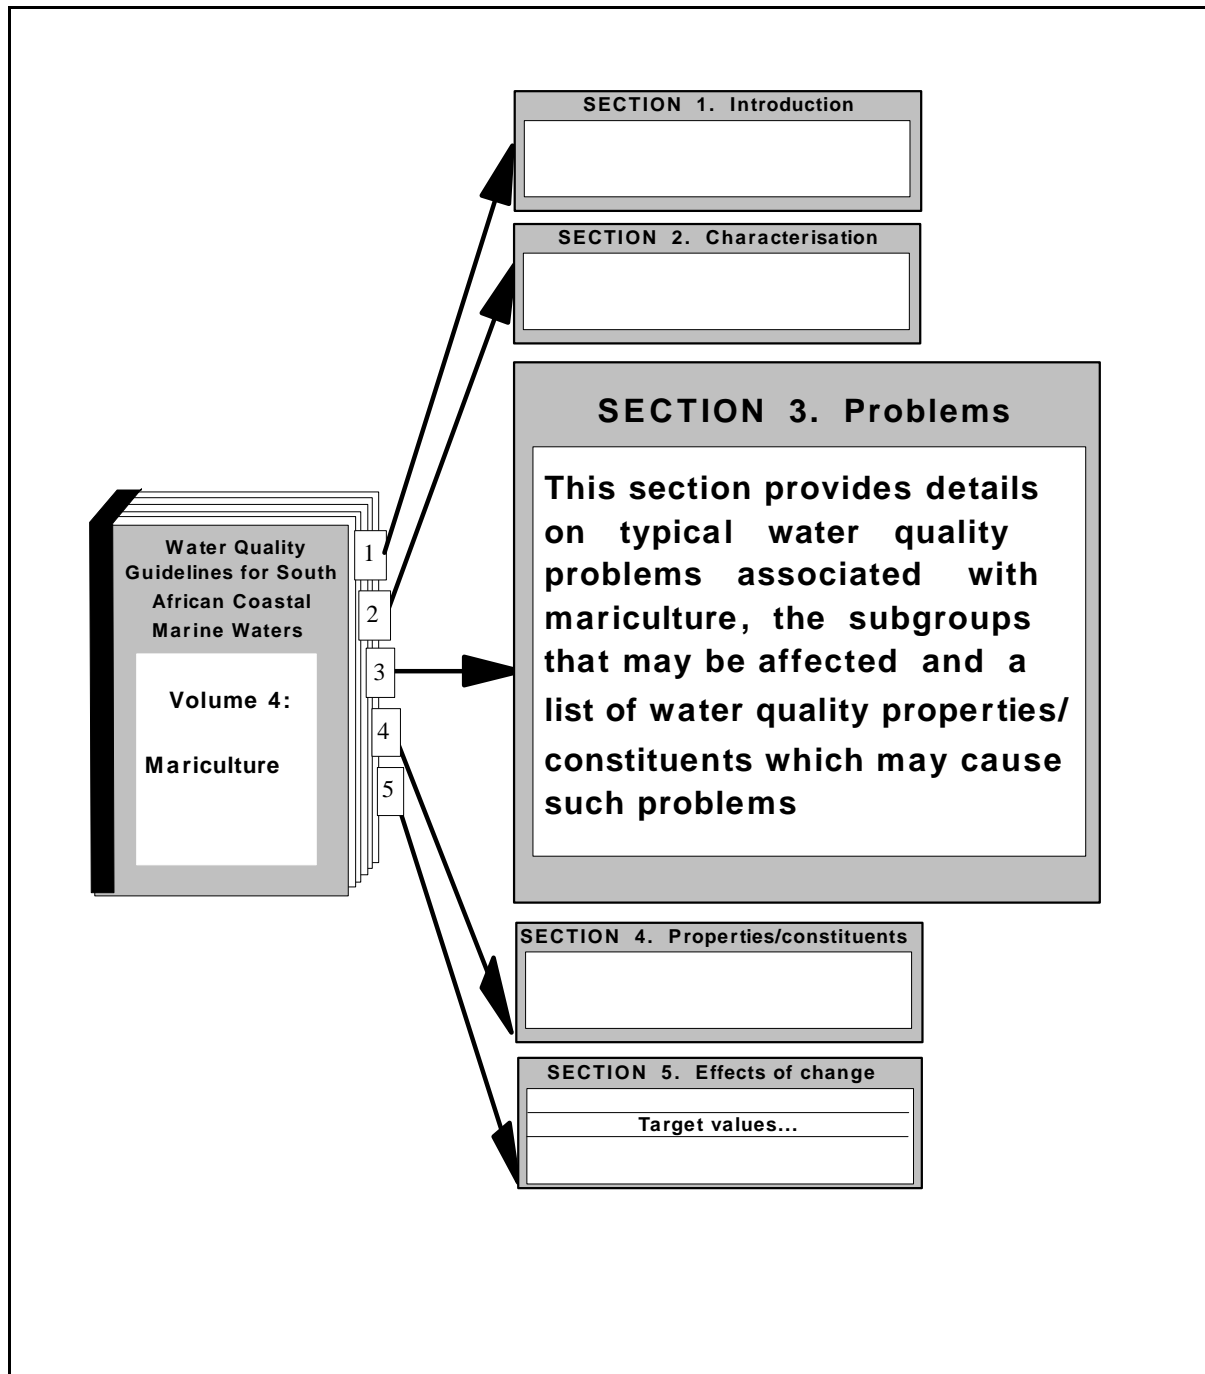 SECTION 1. Introduction
SECTION 2. Characterisation
SECTION 3. Problems
This section provides details
on typical water quality
problems associated with
mariculture, the subgroups
that may be affected and a
list of water quality properties/
constituents which may cause
such problems
Water Quality
Guidelines for South
African Coastal
Marine Waters
Volume 4:
Mariculture
1
2
3
4
5
SECTION 4. Properties/constituents
SECTION 5. Effects of change
Target values...